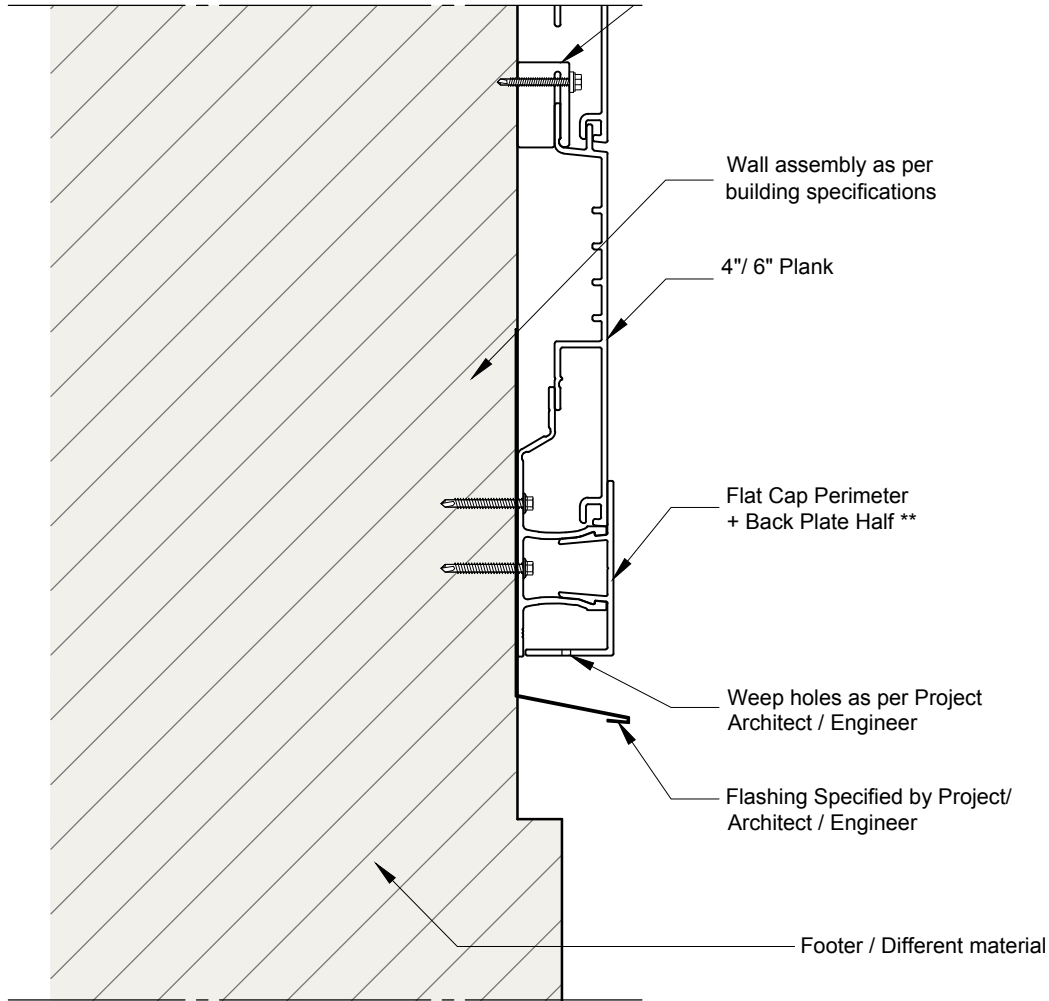 Wall assembly as per
building specifications
4"/ 6" Plank
Flat Cap Perimeter
+ Back Plate Half **
Weep holes as per Project
Architect / Engineer
Flashing Specified by Project/
Architect / Engineer
Footer / Different material